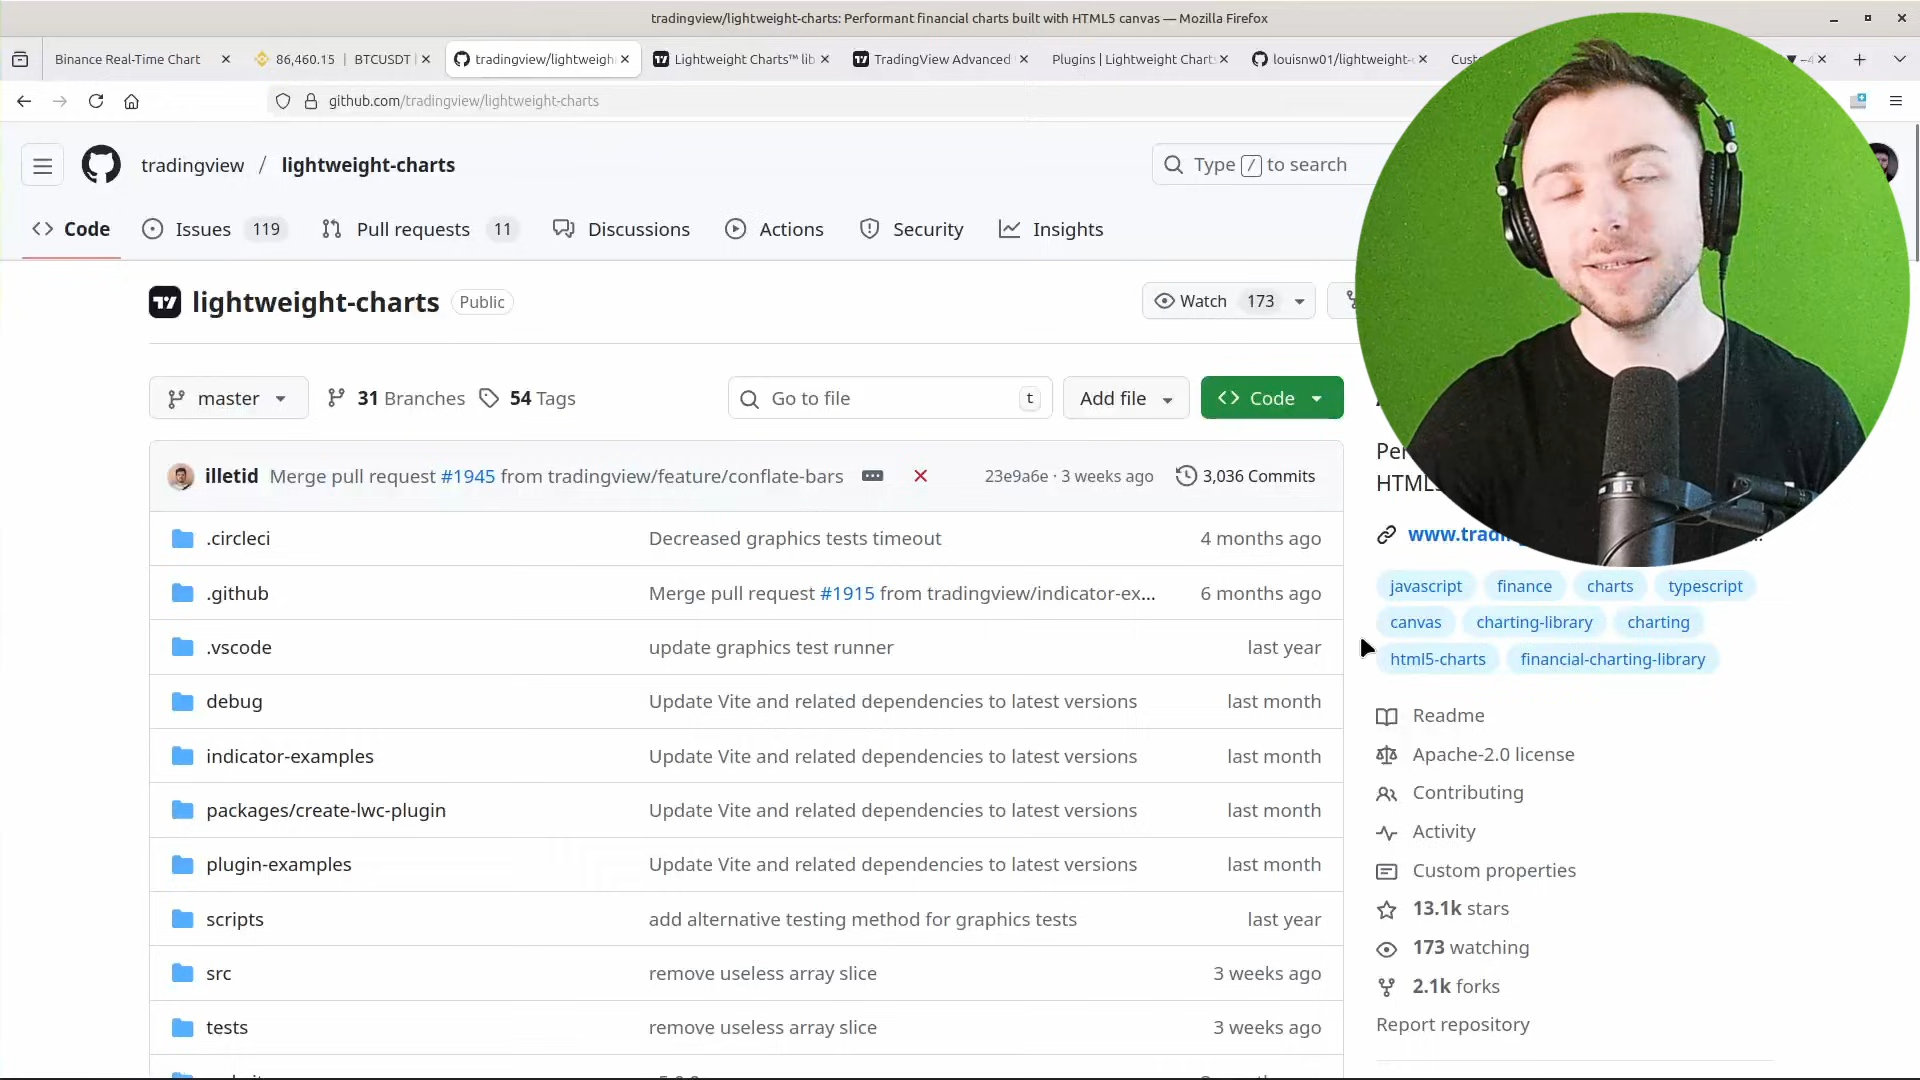 tradingview/lightweight-charts: Performant financial charts built with HTML5 canvas — Mozilla Firefox
Binance Real-Time Chart
86,460.15 | BTCUSDT |
tradingview/lightweigh
Lightweight Charts™ lib
TradingView Advanced
Plugins | Lightweight Chart
louisnw01/lightweight-
github.com/tradingview/lightweight-charts
tradingview / lightweight-charts
Type / to search
Code
Issues 119
Pull requests 11
Discussions
Actions
Security
Insights
lightweight-charts Public
Watch 173
master
31 Branches
54 Tags
Go to file t
Add file
Code
illetid Merge pull request #1945 from tradingview/feature/conflate-bars
23e9a6e · 3 weeks ago
3,036 Commits
.circleci Decreased graphics tests timeout 4 months ago
.github Merge pull request #1915 from tradingview/indicator-ex... 6 months ago
.vscode update graphics test runner last year
debug Update Vite and related dependencies to latest versions last month
indicator-examples Update Vite and related dependencies to latest versions last month
packages/create-lwc-plugin Update Vite and related dependencies to latest versions last month
plugin-examples Update Vite and related dependencies to latest versions last month
scripts add alternative testing method for graphics tests last year
src remove useless array slice 3 weeks ago
tests remove useless array slice 3 weeks ago
javascript finance charts typescript
canvas charting-library charting
html5-charts financial-charting-library
Readme
Apache-2.0 license
Contributing
Activity
Custom properties
13.1k stars
173 watching
2.1k forks
Report repository